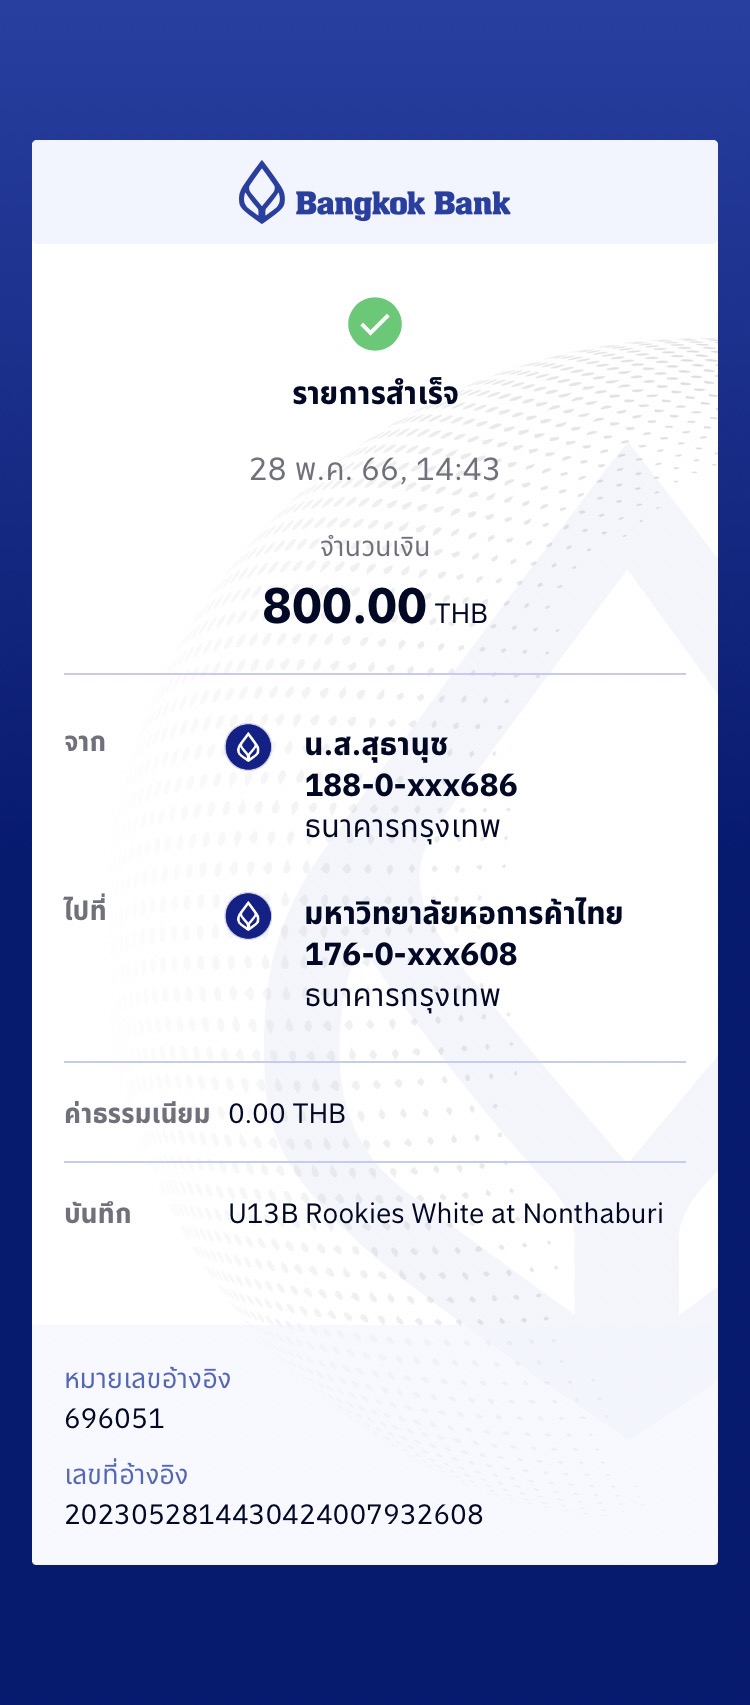 Bangkok Bank
รายการสำเร็จ
28 พ.ค. 66, 14:43
จำนวนเงิน
800.00 THB
จาก
น.ส.สุธานุช
188-0-xxx686
ธนาคารกรุงเทพ
ไปที่
มหาวิทยาลัยหอการค้าไทย
176-0-xxx608
ธนาคารกรุงเทพ
ค่าธรรมเนียม 0.00 THB
บันทึก U13B Rookies White at Nonthaburi
หมายเลขอ้างอิง
696051
เลขที่อ้างอิง
2023052814430424007932608